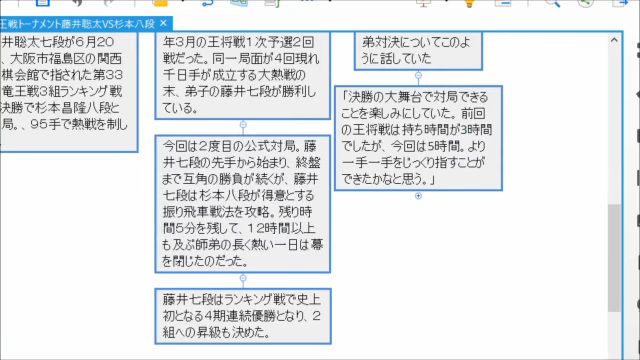 王戦トーナメント藤井聡太VS杉本八段 ×
井聡太七段が6月20
、大阪市福島区の関西
棋会館で指された第33
竜王戦3組ランキング戦
決勝で杉本昌隆八段と
局。、95手で熱戦を制し
年3月の王将戦1次予選2回
戦だった。同一局面が4回現れ
千日手が成立する大熱戦の
末、弟子の藤井七段が勝利し
ている。
今回は2度目の公式対局。藤
井七段の先手から始まり、終盤
まで互角の勝負が続くが、藤井
七段は杉本八段が得意とする
振り飛車戦法を攻略。残り時
間5分を残して、12時間以上
も及ぶ師弟の長く熱い一日は幕
を閉じたのだった。
藤井七段はランキング戦で史上
初となる4期連続優勝となり、2
組への昇級も決めた。
弟対決についてこのよ
うに話していた
「決勝の大舞台で対局できる
ことを楽しみにしていた。前回
の王将戦は持ち時間が3時間
でしたが、今回は5時間。より
一手一手をじっくり指すことが
できたかなと思う。」